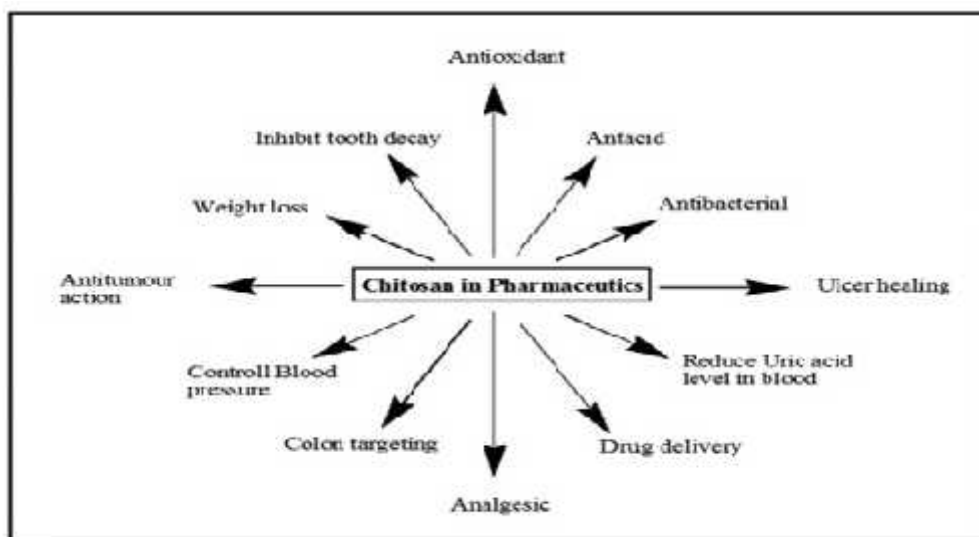 Antioxidant
Inhibit tooth decay
Antacid
Weight loss
Antibacterial
Antitumour
action
Chitosan in Pharmaceutics
Ulcer healing
Controll Blood
pressure
Reduce Uric acid
level in blood
Colon targeting
Drug delivery
Analgesic